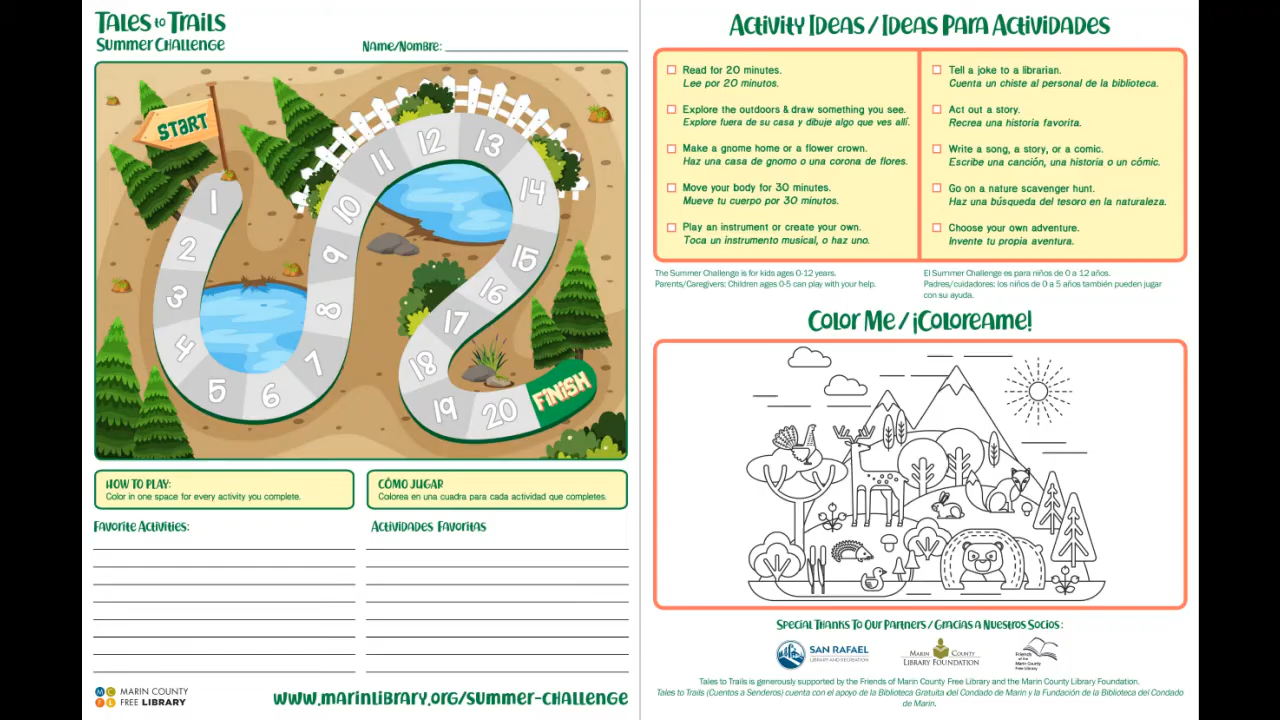 Tales to Trails
Summer Challenge
Name/Nombre:
START
1
2
3
4
5
6
7
8
9
10
11
12
13
14
15
16
17
18
19
20
FINISH
HOW TO PLAY:
Color in one space for every activity you complete.
CÓMO JUGAR
Colorea en una cuadra para cada actividad que completes.
Favorite Activities:
Actividades Favoritas
MARIN COUNTY
FREE LIBRARY
www.marinlibrary.org/summer-challenge
Activity Ideas / Ideas Para Actividades
Read for 20 minutes.
Lee por 20 minutos.
Explore the outdoors & draw something you see.
Explore fuera de su casa y dibuje algo que ves allí.
Make a gnome home or a flower crown.
Haz una casa de gnomo o una corona de flores.
Move your body for 30 minutes.
Mueve tu cuerpo por 30 minutos.
Play an instrument or create your own.
Toca un instrumento musical, o haz uno.
Tell a joke to a librarian.
Cuenta un chiste al personal de la biblioteca.
Act out a story.
Recrea una historia favorita.
Write a song, a story, or a comic.
Escribe una canción, una historia o un cómic.
Go on a nature scavenger hunt.
Haz una búsqueda del tesoro en la naturaleza.
Choose your own adventure.
Invente tu propia aventura.
The Summer Challenge is for kids ages 0-12 years.
Parents/Caregivers: Children ages 0-5 can play with your help.
El Summer Challenge es para niños de 0 a 12 años.
Padres/cuidadores: los niños de 0 a 5 años también pueden jugar
con su ayuda.
Color Me / ¡Coloreame!
Special Thanks To Our Partners / Gracias a Nuestros Socios:
SAN RAFAEL
LIBRARY AND RECREATION
MARIN COUNTY
LIBRARY FOUNDATION
Friends
of the
Marin County
Free Library
Tales to Trails is generously supported by the Friends of Marin County Free Library and the Marin County Library Foundation.
Tales to Trails (Cuentos a Senderos) cuenta con el apoyo de la Biblioteca Gratuita del Condado de Marin y la Fundación de la Biblioteca del Condado
de Marin.